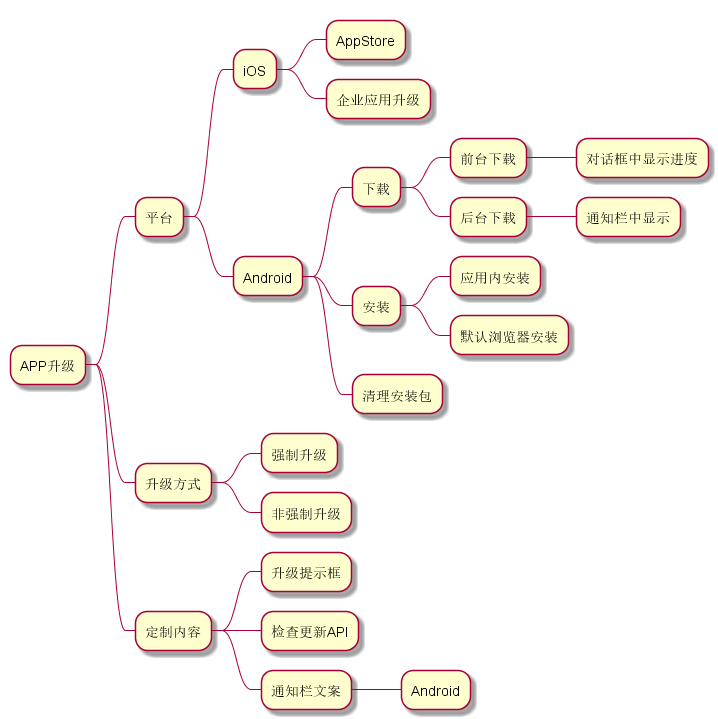 APP升级
平台
iOS
AppStore
企业应用升级
Android
下载
前台下载
对话框中显示进度
后台下载
通知栏中显示
安装
应用内安装
默认浏览器安装
清理安装包
升级方式
强制升级
非强制升级
定制内容
升级提示框
检查更新API
通知栏文案
Android